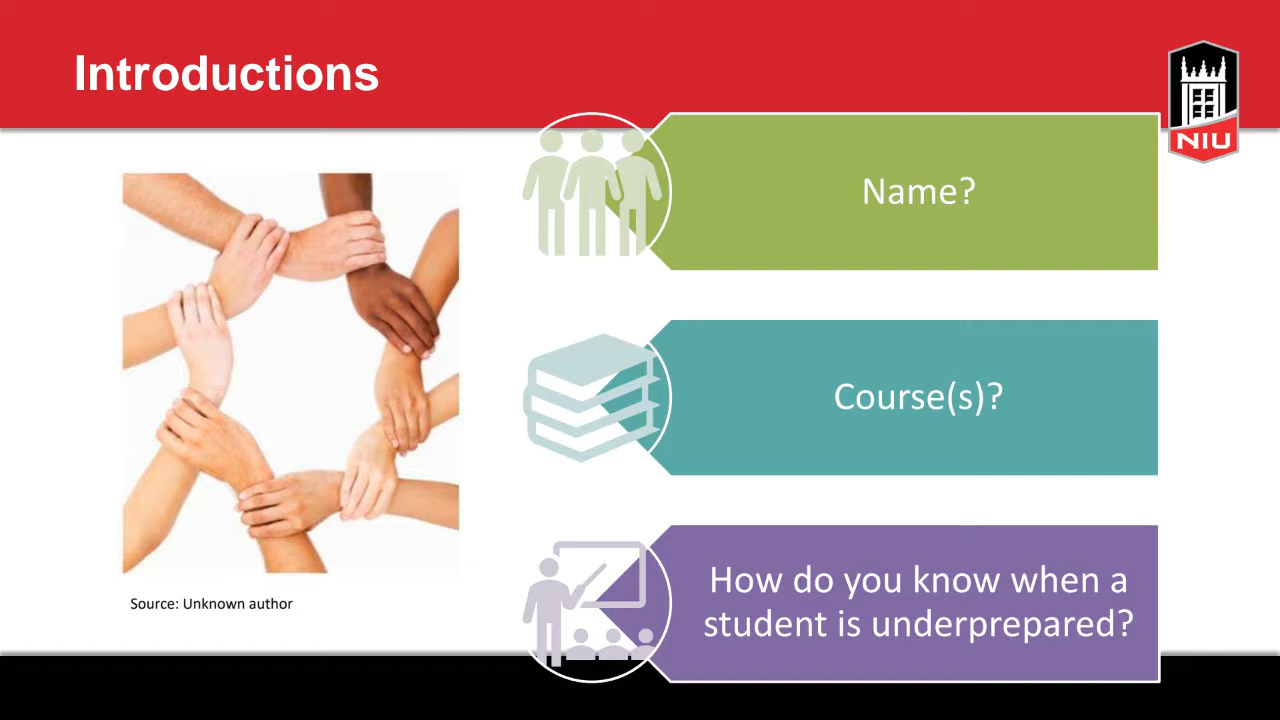 Introductions
NIU
Name?
Course(s)?
How do you know when a
student is underprepared?
Source: Unknown author